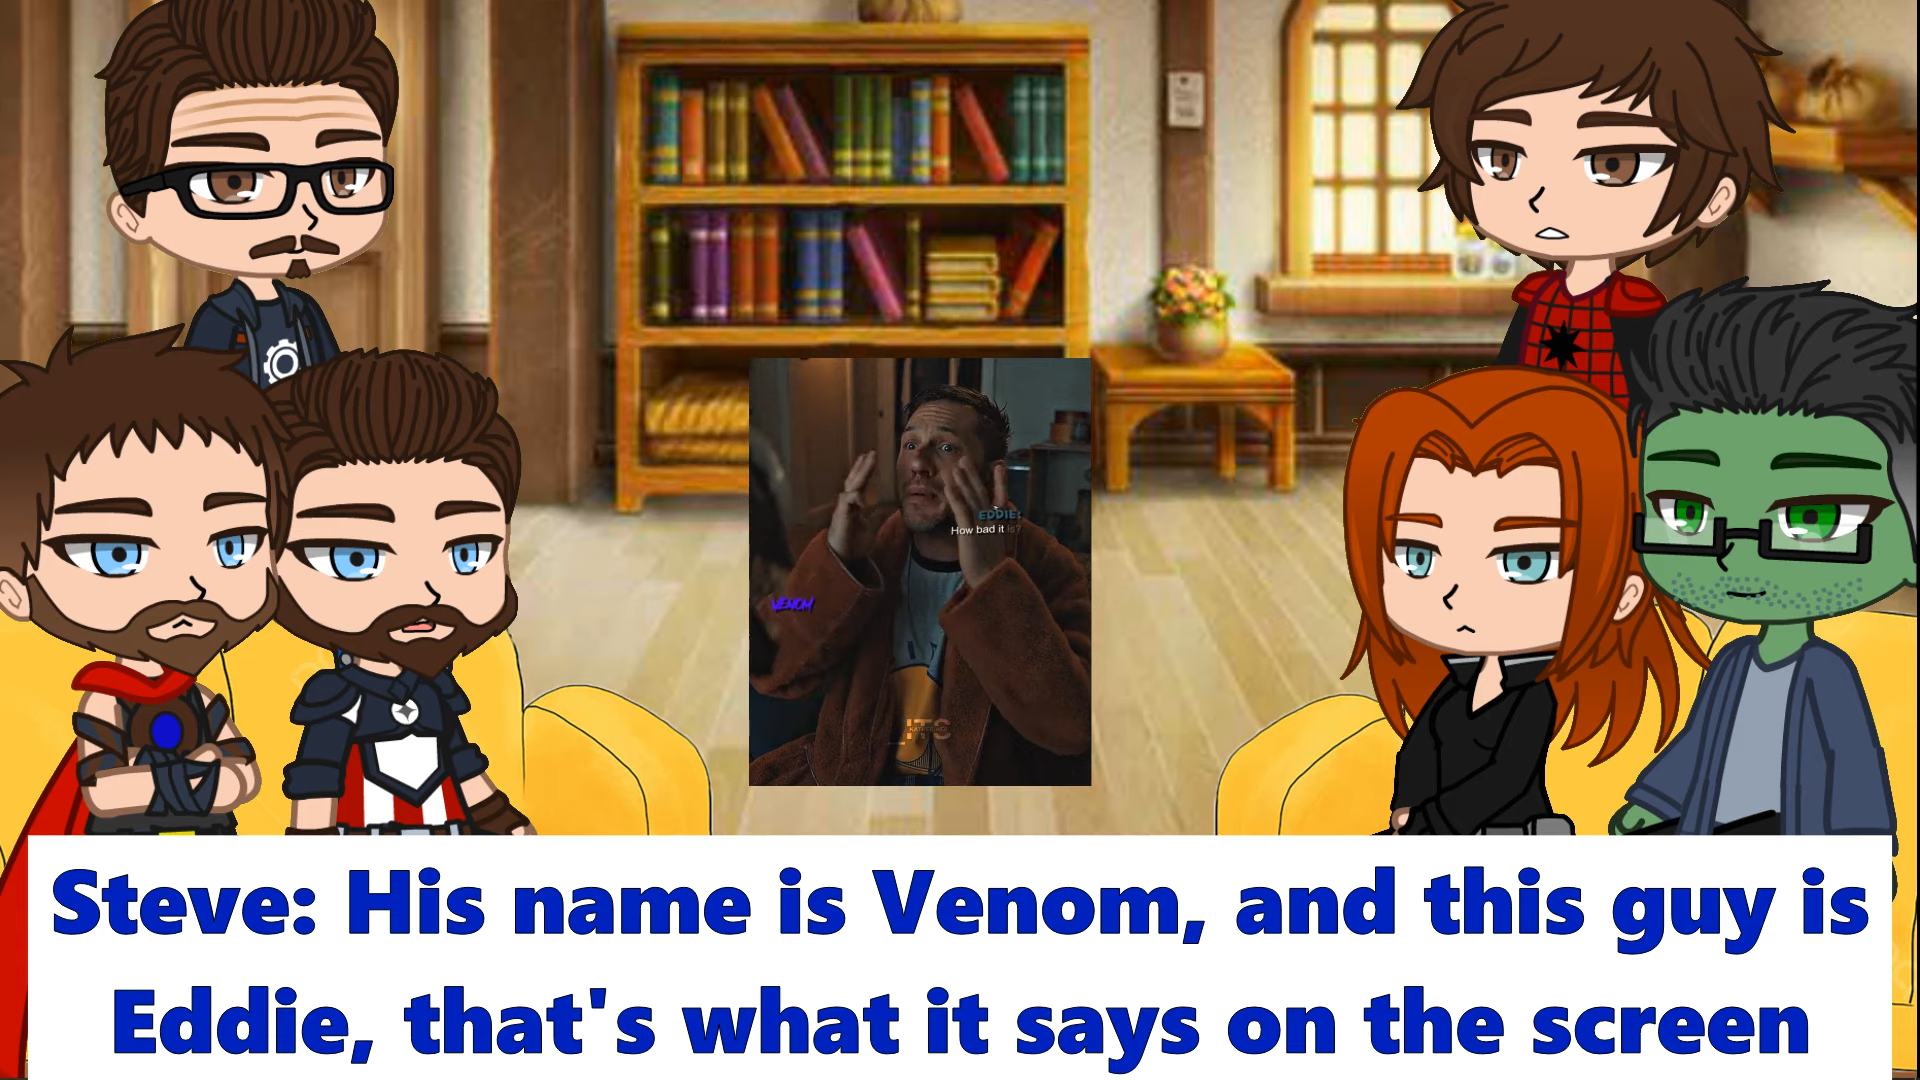 EDDIE:
How bad it is?
VENOM
ITS
Steve: His name is Venom, and this guy is
Eddie, that's what it says on the screen